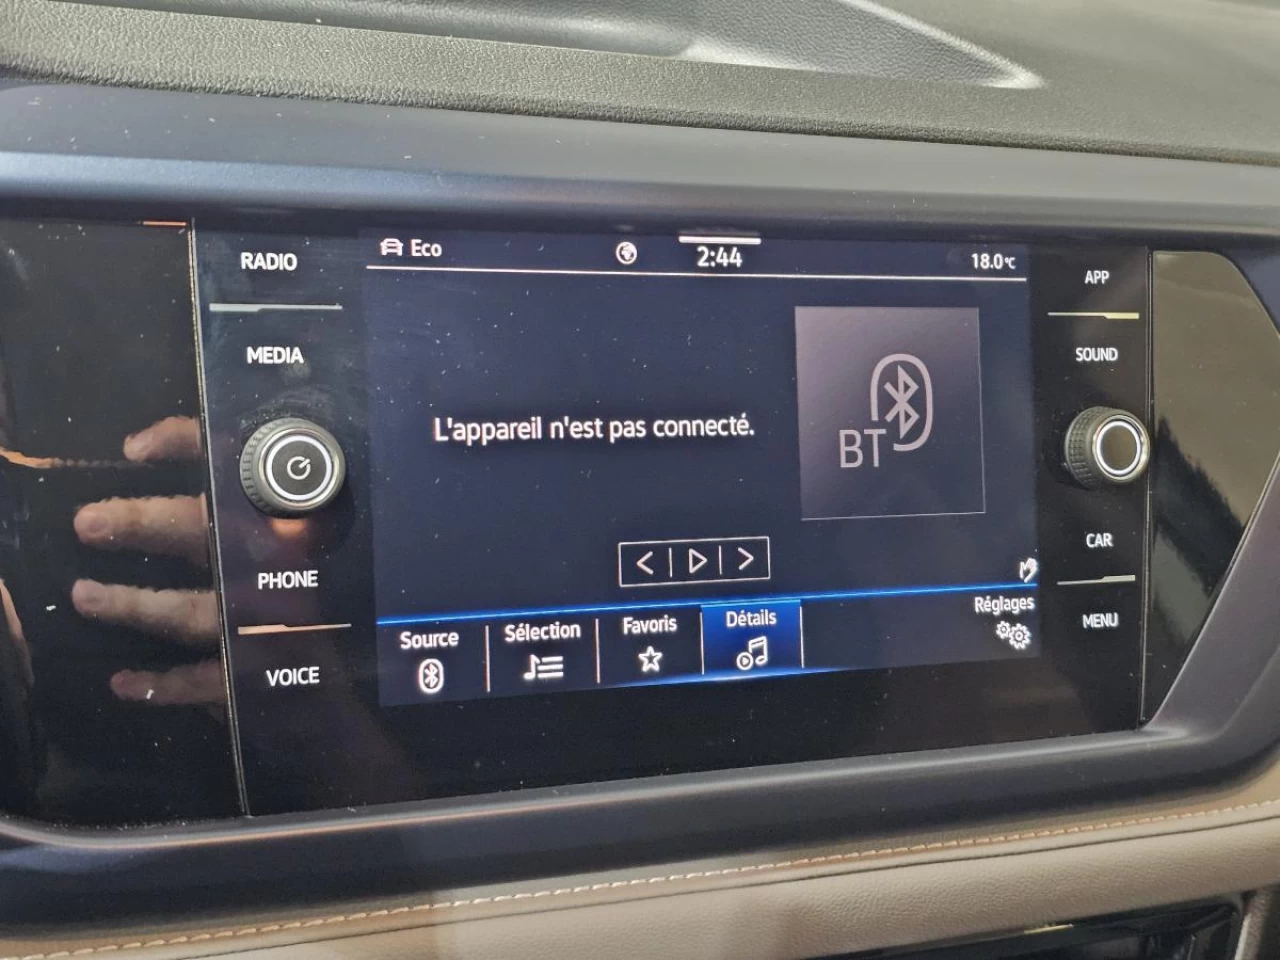 RADIO
MEDIA
PHONE
VOICE
Eco
2:44
18.0°C
L'appareil n'est pas connecté.
BT
Source
Sélection
Favoris
Détails
Réglages
APP
SOUND
CAR
MENU